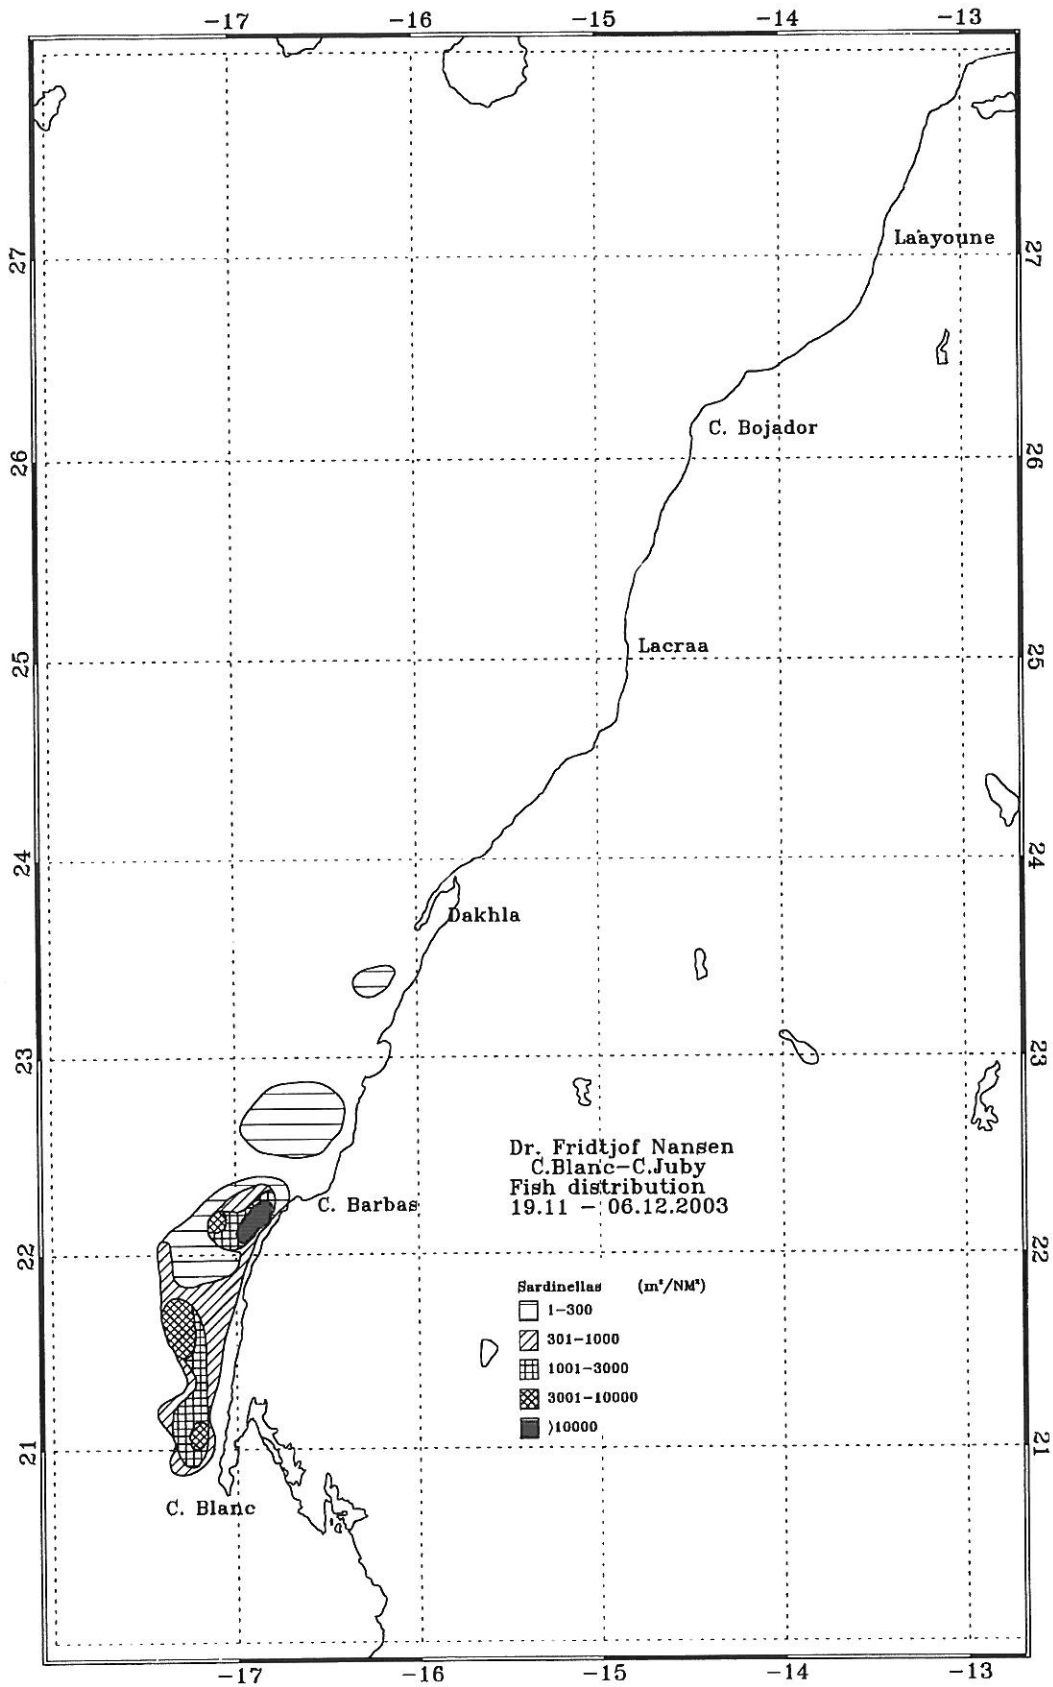 -17 -16 -15 -14 -13
Laayoune
27 27
C. Bojador
26 26
Lacraa
25 25
24 24
Dakhla
23 23
Dr. Fridtjof Nansen
C.Blanc-C.Juby
Fish distribution
19.11 - 06.12.2003
C. Barbas
22 22
Sardinellas (m²/NM²)
1-300
301-1000
1001-3000
3001-10000
>10000
21 21
C. Blanc
-17 -16 -15 -14 -13